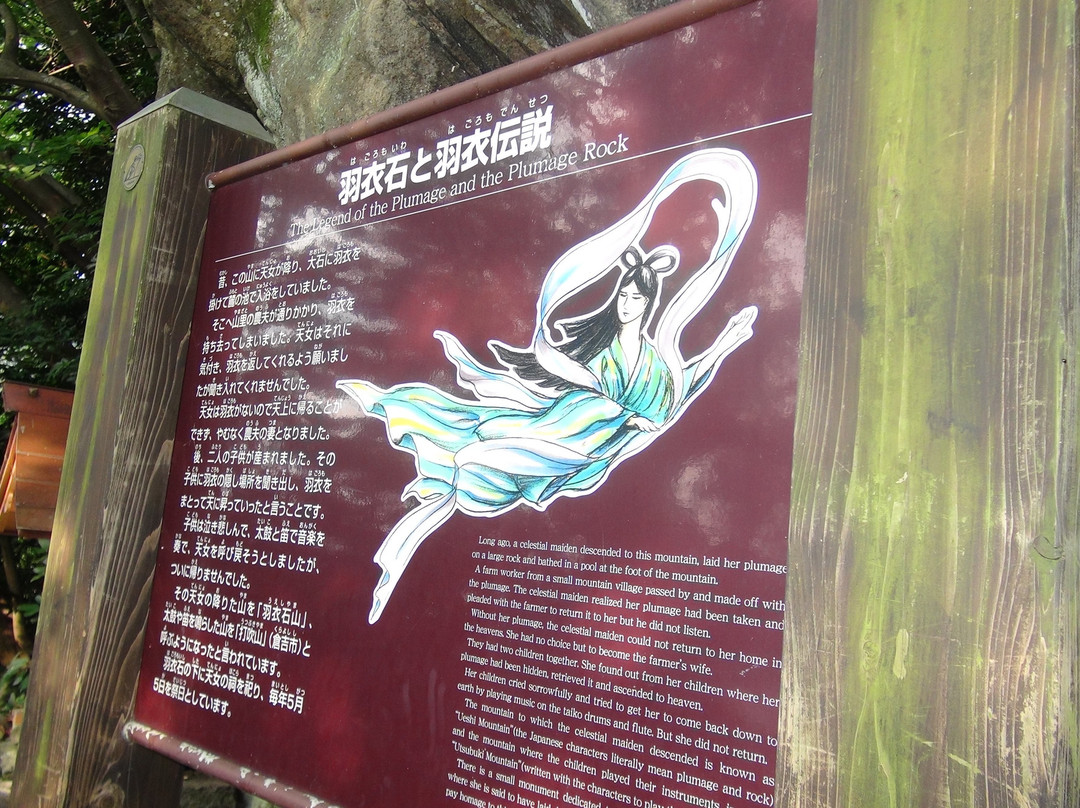 羽衣石と羽衣伝説
The Legend of the Plumage and the Plumage Rock
昔、この山に天女が降り、大石に羽衣を
掛けて麓の池で入浴をしていました。
そこへ山里の農夫が通りかかり、羽衣を
持ち去ってしまいました。天女はそれに
気付き、羽衣を返してくれるよう願いまし
たが聞き入れてくれませんでした。
天女は羽衣がないので天上に帰ることが
できず、やむなく農夫の妻となりました。
後、二人の子供が産まれました。その
子供に羽衣の隠し場所を聞き出し、羽衣を
まとって天に昇っていったと言うことです。
子供は泣き悲しんで、太鼓と笛で音楽を
奏で、天女を呼び戻そうとしましたが、
ついに帰りませんでした。
その天女の降りた山を「羽衣石山」、
太鼓や笛を鳴らした山を「打吹山」（倉吉市）と
呼ぶようになったと言われています。
羽衣石の下に天女の祠を祀り、毎年5月
5日を願日としています。
Long ago, a celestial maiden descended to this mountain, laid her plumage
on a large rock and bathed in a pool at the foot of the mountain.
A farm worker from a small mountain village passed by and made off with
the plumage. The celestial maiden realized her plumage had been taken and
pleaded with the farmer to return it to her but he did not listen.
Without her plumage, the celestial maiden could not return to her home in
the heavens. She had no choice but to become the farmer's wife.
They had two children together. She found out from her children where her
plumage had been hidden, retrieved it and ascended to heaven.
Her children cried sorrowfully and tried to get her to come back down to
earth by playing music on the taiko drums and flute. But she did not return.
The mountain to which the celestial maiden descended is known as
"Ueshi Mountain"(the Japanese characters literally mean plumage and rock)
and the mountain where the children played their instruments, is
"Utsubuki Mountain"(written with the characters to play
There is a small monument dedicated
where she is said to have laid
pay homage to